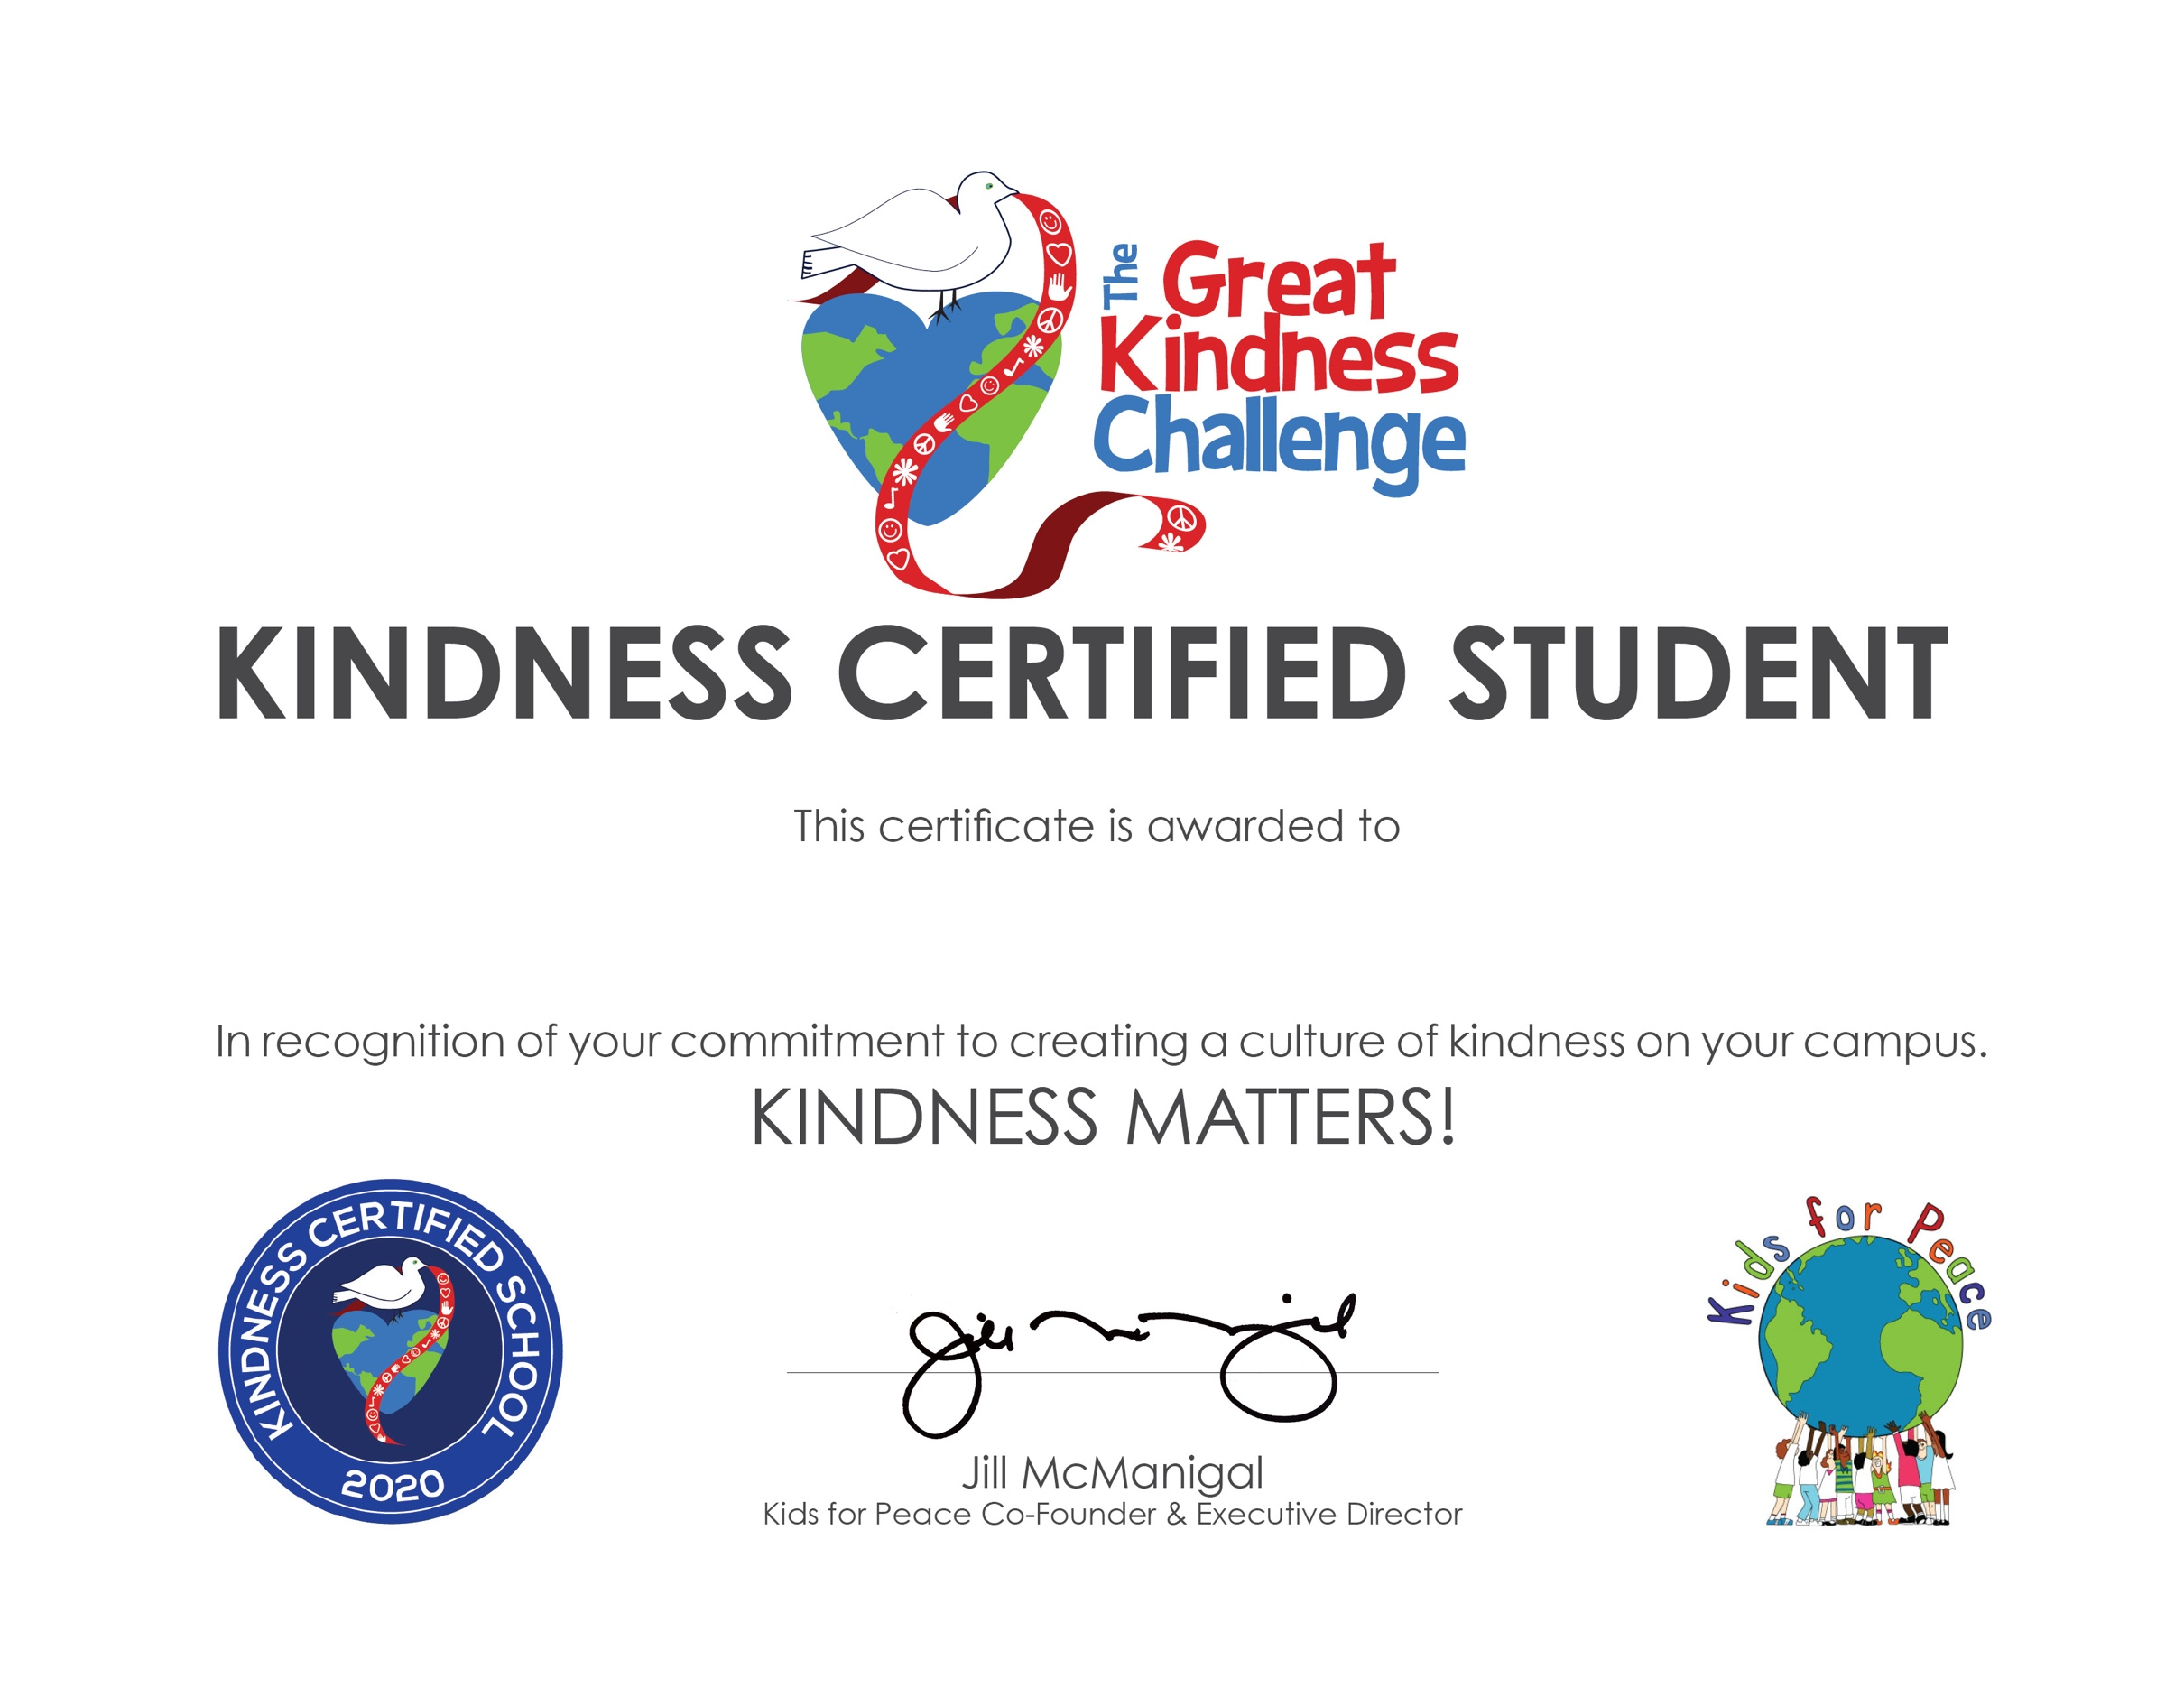 The Great
Kindness
Challenge
KINDNESS CERTIFIED STUDENT
This certificate is awarded to
In recognition of your commitment to creating a culture of kindness on your campus.
KINDNESS MATTERS!
KINDNESS CERTIFIED SCHOOL
2020
Jill McManigal
Jill McManigal
Kids for Peace Co-Founder & Executive Director
Kids for Peace